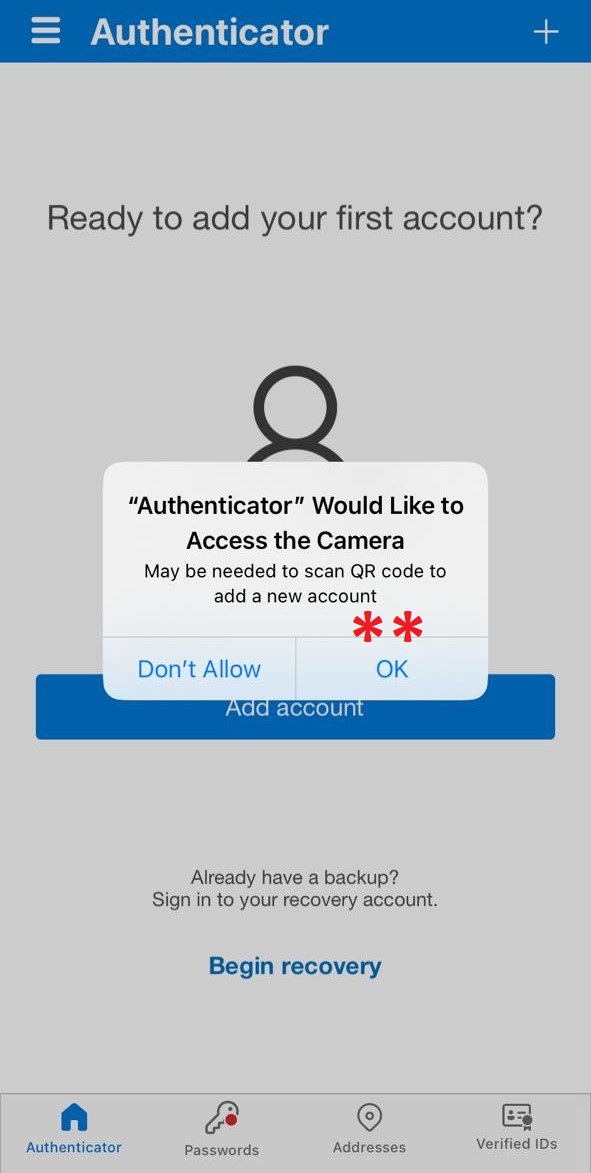 Authenticator
Ready to add your first account?
“Authenticator” Would Like to
Access the Camera
May be needed to scan QR code to
add a new account
**
Don’t Allow
OK
Add account
Already have a backup?
Sign in to your recovery account.
Begin recovery
Authenticator
Passwords
Addresses
Verified IDs